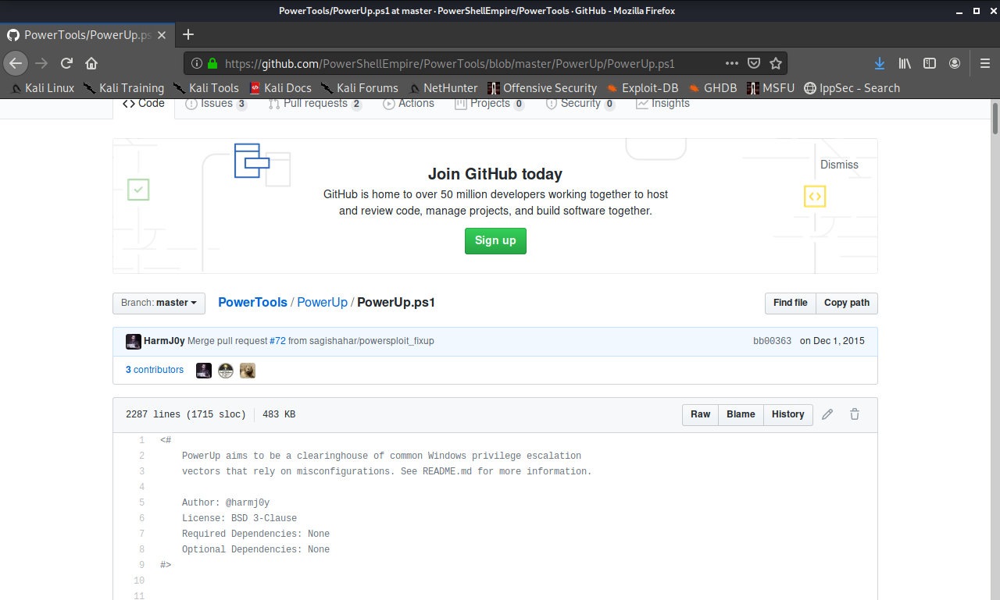 PowerTools/PowerUp.ps1 at master · PowerShellEmpire/PowerTools · GitHub - Mozilla Firefox
PowerTools/PowerUp.ps
https://github.com/PowerShellEmpire/PowerTools/blob/master/PowerUp/PowerUp.ps1
Kali Linux Kali Training Kali Tools Kali Docs Kali Forums NetHunter Offensive Security Exploit-DB GHDB MSFU IppSec - Search
Code Issues 3 Pull requests 2 Actions Projects 0 Security 0 Insights
Join GitHub today
Dismiss
GitHub is home to over 50 million developers working together to host
and review code, manage projects, and build software together.
Sign up
Branch: master PowerTools / PowerUp / PowerUp.ps1 Find file Copy path
HarmJ0y Merge pull request #72 from sagishahar/powersploit_fixup bb00363 on Dec 1, 2015
3 contributors
2287 lines (1715 sloc) 483 KB Raw Blame History
1 <#
2 PowerUp aims to be a clearinghouse of common Windows privilege escalation
3 vectors that rely on misconfigurations. See README.md for more information.
4
5 Author: @harmj0y
6 License: BSD 3-Clause
7 Required Dependencies: None
8 Optional Dependencies: None
9 #>
10
11